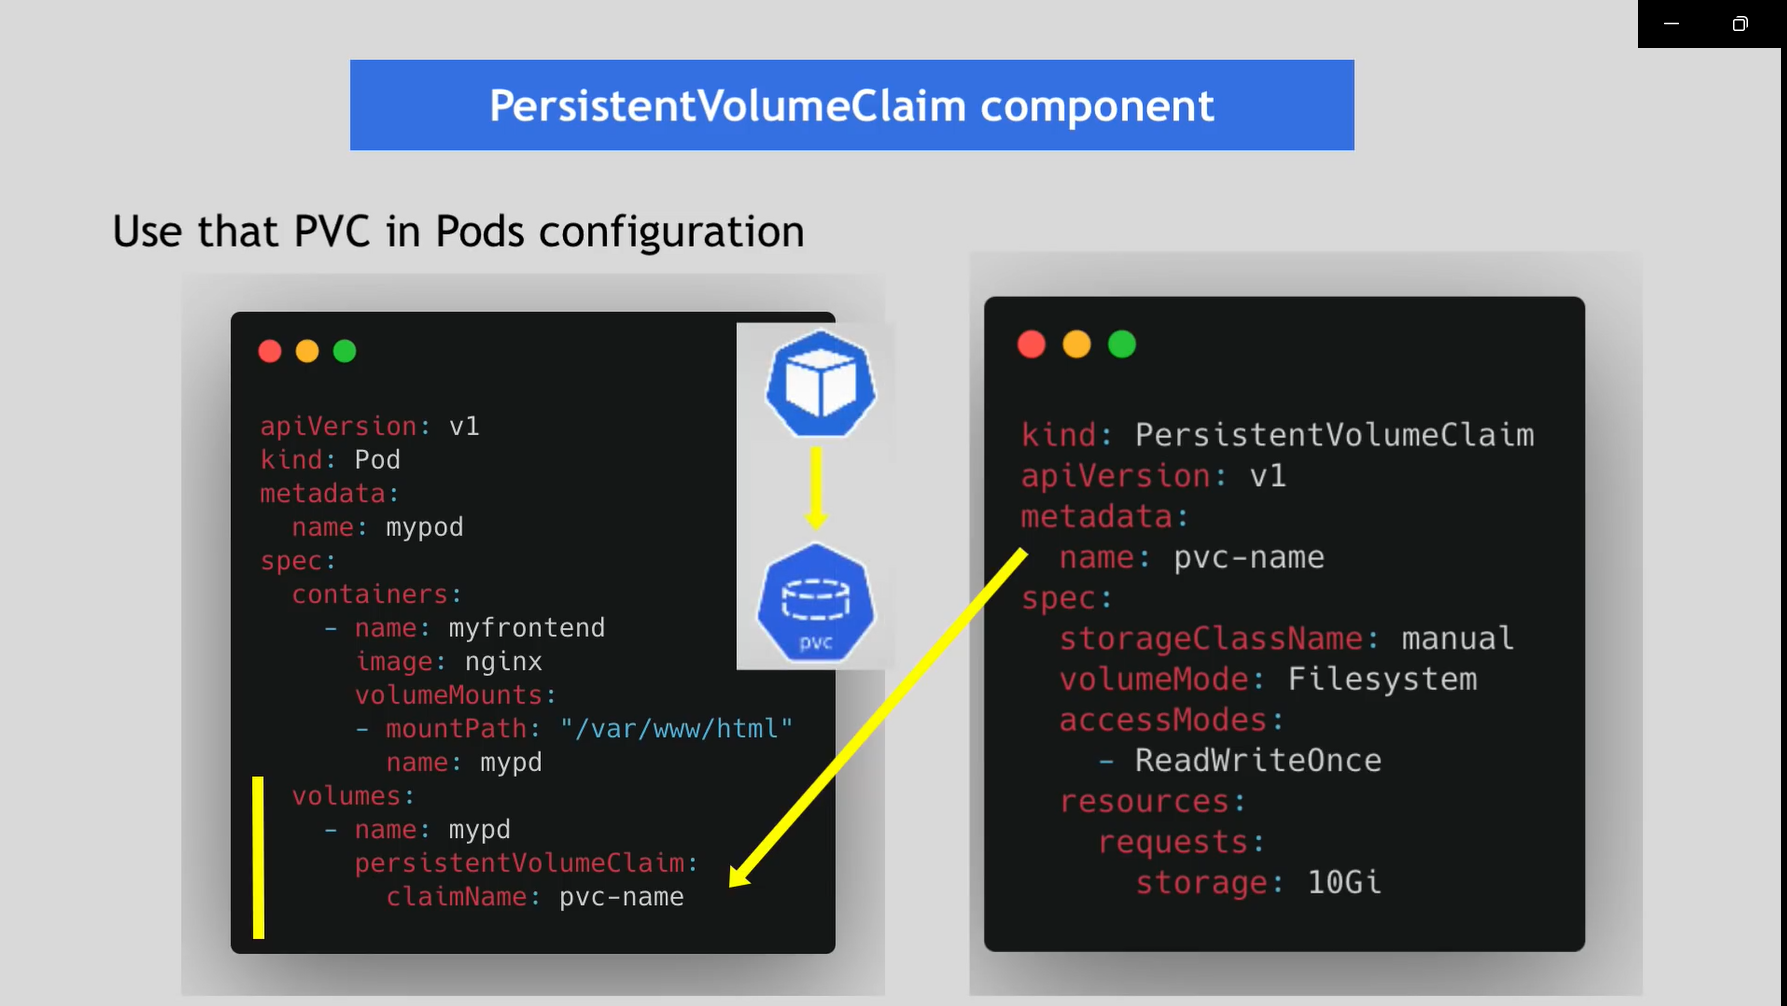 PersistentVolumeClaim component
Use that PVC in Pods configuration
apiVersion: v1
kind: Pod
metadata:
  name: mypod
spec:
  containers:
    - name: myfrontend
      image: nginx
      volumeMounts:
      - mountPath: "/var/www/html"
        name: mypd
  volumes:
    - name: mypd
      persistentVolumeClaim:
        claimName: pvc-name
pvc
kind: PersistentVolumeClaim
apiVersion: v1
metadata:
  name: pvc-name
spec:
  storageClassName: manual
  volumeMode: Filesystem
  accessModes:
    - ReadWriteOnce
  resources:
    requests:
      storage: 10Gi